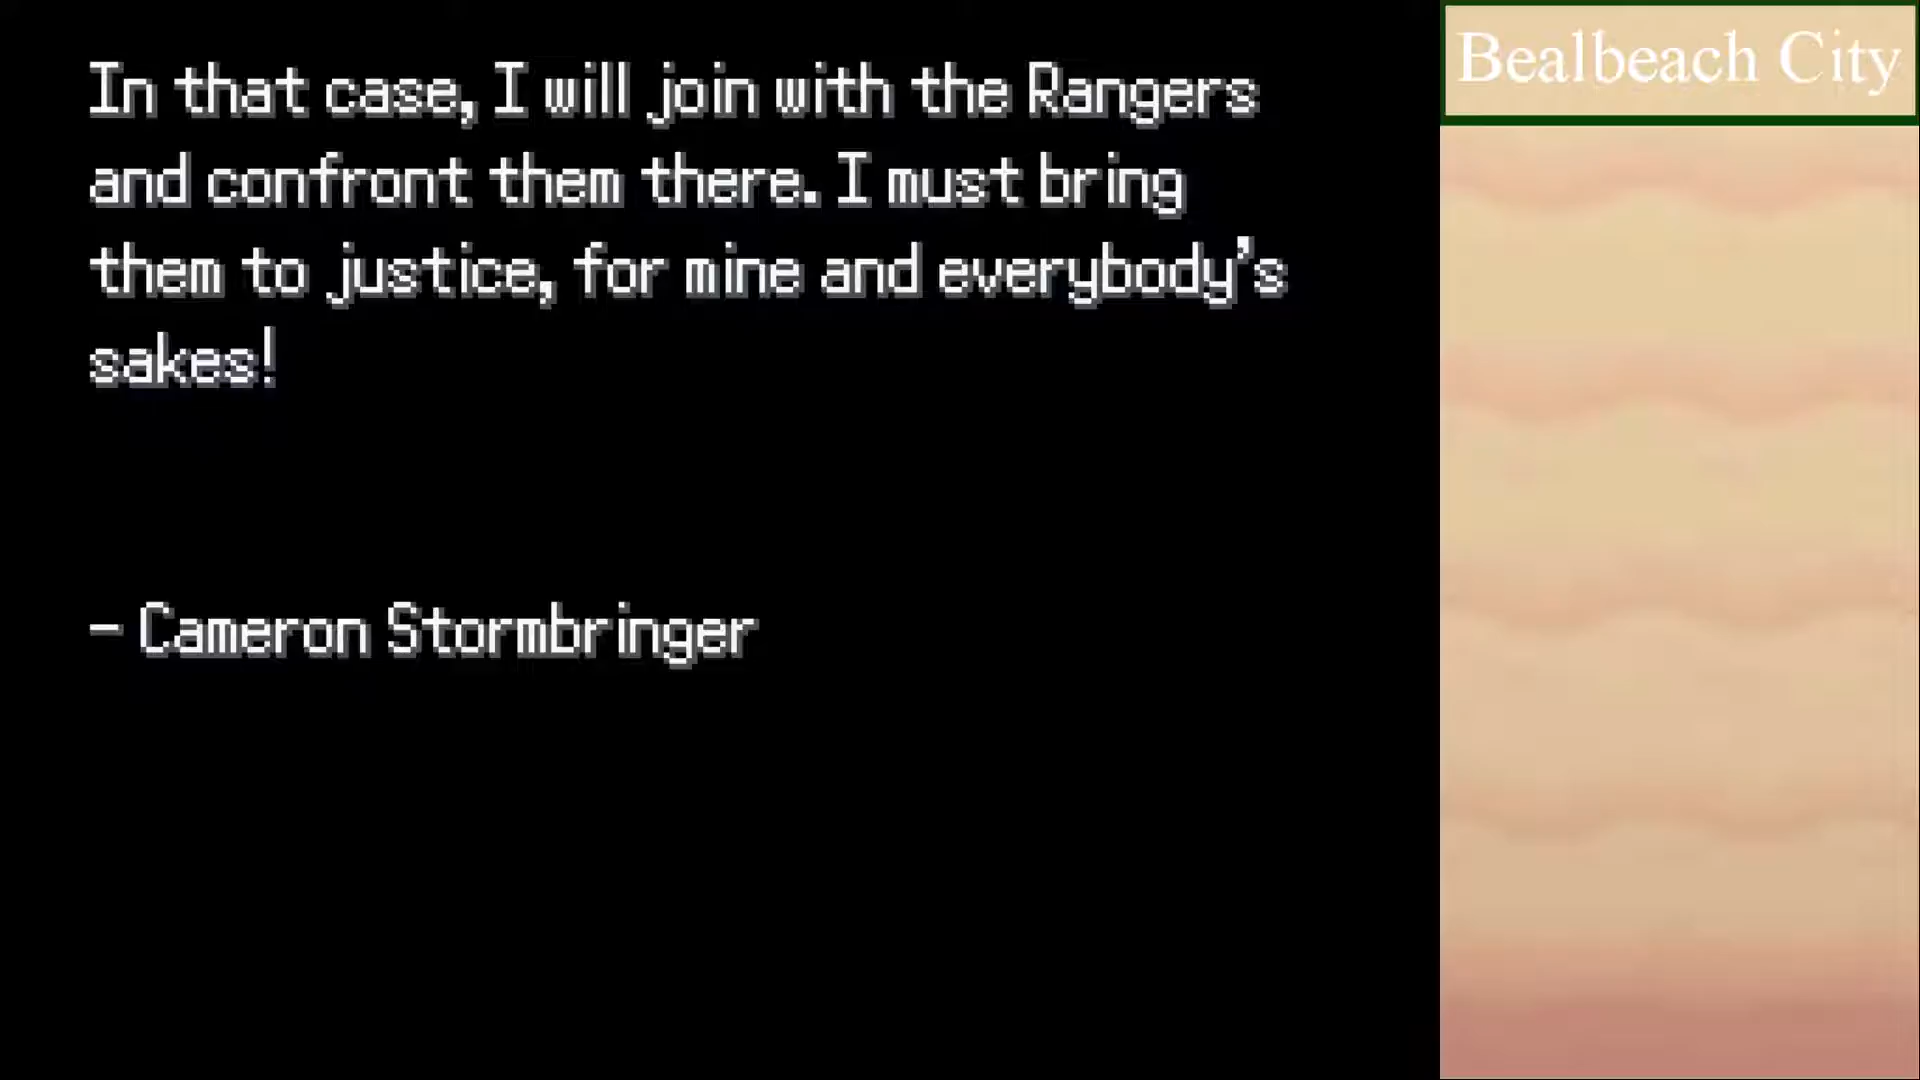 In that case, I will join with the Rangers
and confront them there. I must bring
them to justice, for mine and everybody's
sakes!
- Cameron Stormbringer
Bealbeach City